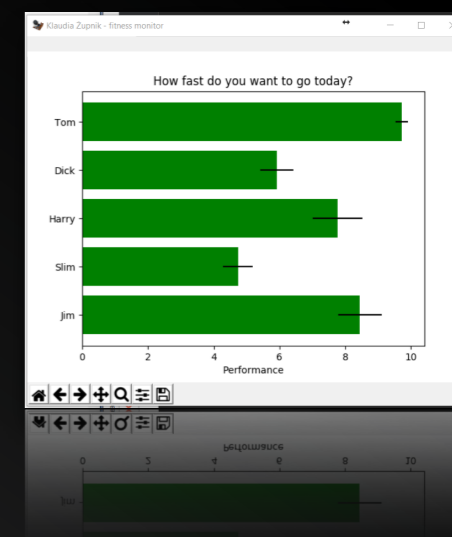 Klaudia Župnik - fitness monitor
How fast do you want to go today?
Tom
Dick
Harry
Slim
Jim
0 2 4 6 8 10
Performance